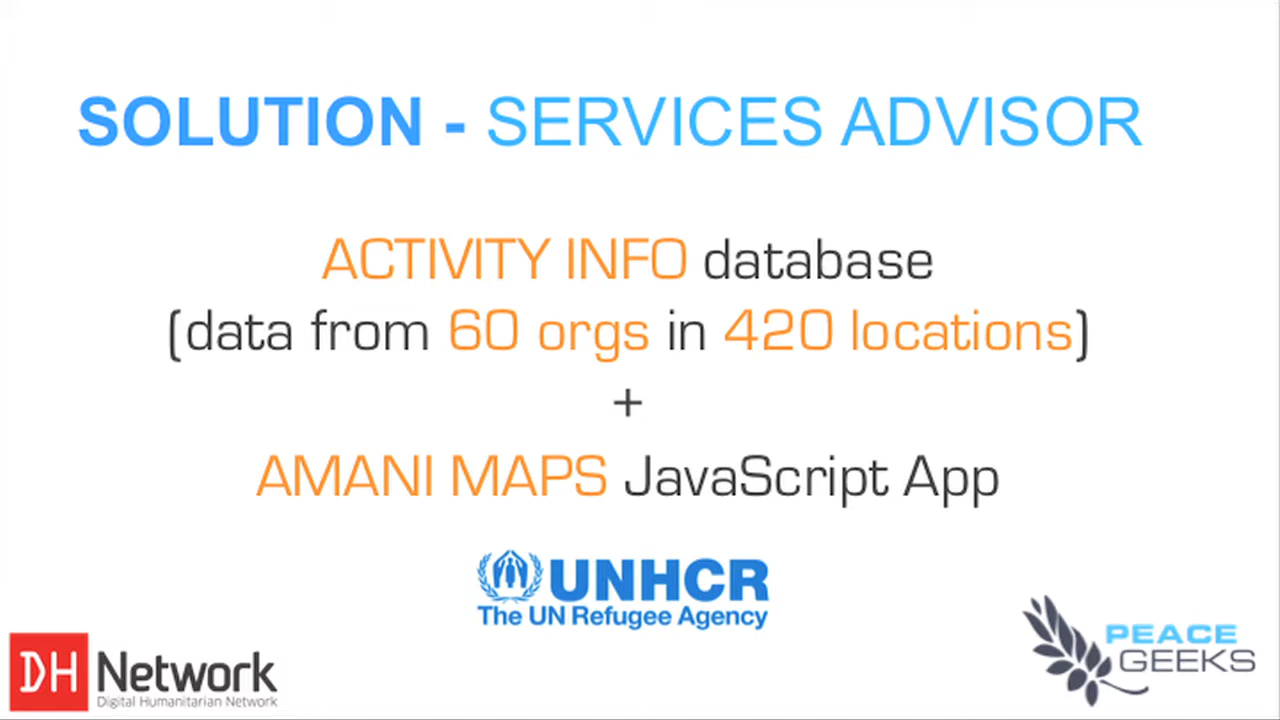 SOLUTION - SERVICES ADVISOR
ACTIVITY INFO database
(data from 60 orgs in 420 locations)
+
AMANI MAPS JavaScript App
UNHCR
The UN Refugee Agency
DH Network
Digital Humanitarian Network
PEACE
GEEKS